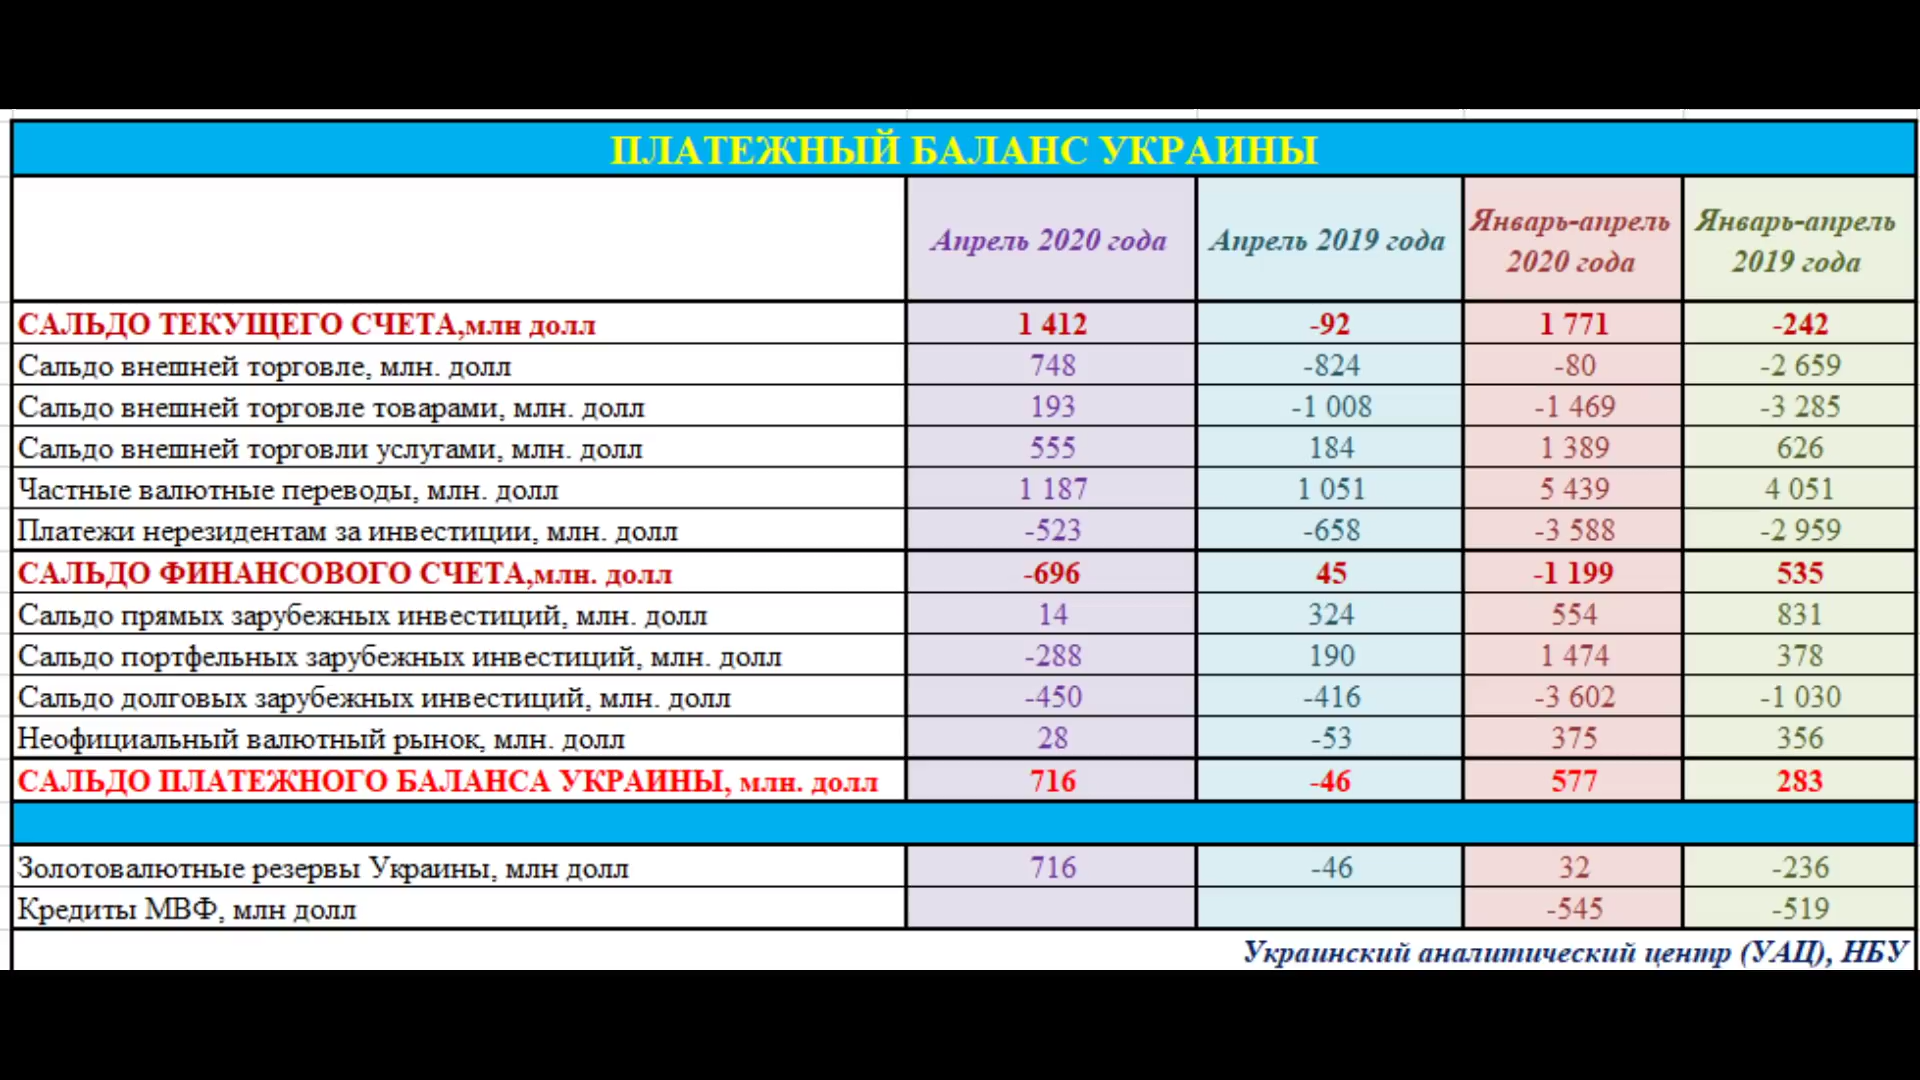 ПЛАТЕЖНЫЙ БАЛАНС УКРАИНЫ
Апрель 2020 года Апрель 2019 года Январь-апрель 2020 года Январь-апрель 2019 года
САЛЬДО ТЕКУЩЕГО СЧЕТА,млн долл 1 412 -92 1 771 -242
Сальдо внешней торговле, млн. долл 748 -824 -80 -2 659
Сальдо внешней торговле товарами, млн. долл 193 -1 008 -1 469 -3 285
Сальдо внешней торговли услугами, млн. долл 555 184 1 389 626
Частные валютные переводы, млн. долл 1 187 1 051 5 439 4 051
Платежи нерезидентам за инвестиции, млн. долл -523 -658 -3 588 -2 959
САЛЬДО ФИНАНСОВОГО СЧЕТА,млн. долл -696 45 -1 199 535
Сальдо прямых зарубежных инвестиций, млн. долл 14 324 554 831
Сальдо портфельных зарубежных инвестиций, млн. долл -288 190 1 474 378
Сальдо долговых зарубежных инвестиций, млн. долл -450 -416 -3 602 -1 030
Неофициальный валютный рынок, млн. долл 28 -53 375 356
САЛЬДО ПЛАТЕЖНОГО БАЛАНСА УКРАИНЫ, млн. долл 716 -46 577 283
Золотовалютные резервы Украины, млн долл 716 -46 32 -236
Кредиты МВФ, млн долл -545 -519
Украинский аналитический центр (УАЦ), НБУ